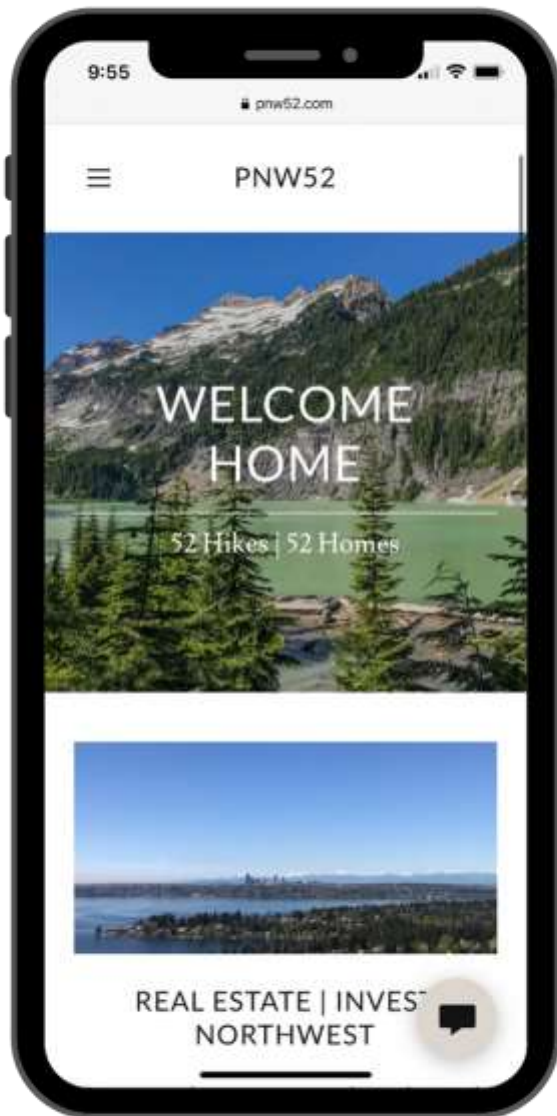 9:55
pnw52.com
PNW52
WELCOME
HOME
52 Hikes | 52 Homes
REAL ESTATE | INVEST
NORTHWEST